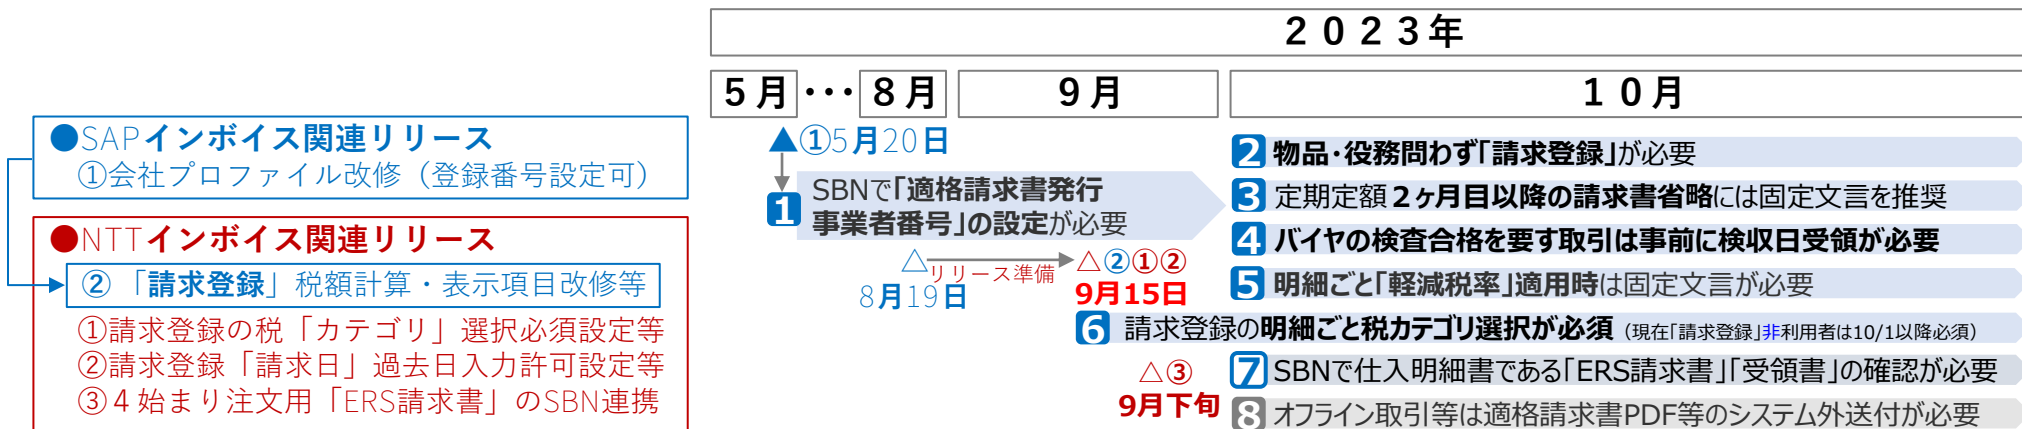 ２０２３年
５月 ･･･ ８月 ９月 １０月
●SAPインボイス関連リリース
①会社プロファイル改修（登録番号設定可）
●NTTインボイス関連リリース
② 「請求登録」税額計算・表示項目改修等
①請求登録の税「カテゴリ」選択必須設定等
②請求登録「請求日」過去日入力許可設定等
③４始まり注文用「ERS請求書」のSBN連携
▲①5月20日
1 SBNで「適格請求書発行
事業者番号」の設定が必要
△ リリース準備 △②①②
8月19日 9月15日
△③
9月下旬
2 物品・役務問わず「請求登録」が必要
3 定期定額２ヶ月目以降の請求書省略には固定文言を推奨
4 バイヤの検査合格を要す取引は事前に検収日受領が必要
5 明細ごと「軽減税率」適用時は固定文言が必要
6 請求登録の明細ごと税カテゴリ選択が必須（現在「請求登録」非利用者は10/1以降必須）
7 SBNで仕入明細書である「ERS請求書」「受領書」の確認が必要
8 オフライン取引等は適格請求書PDF等のシステム外送付が必要